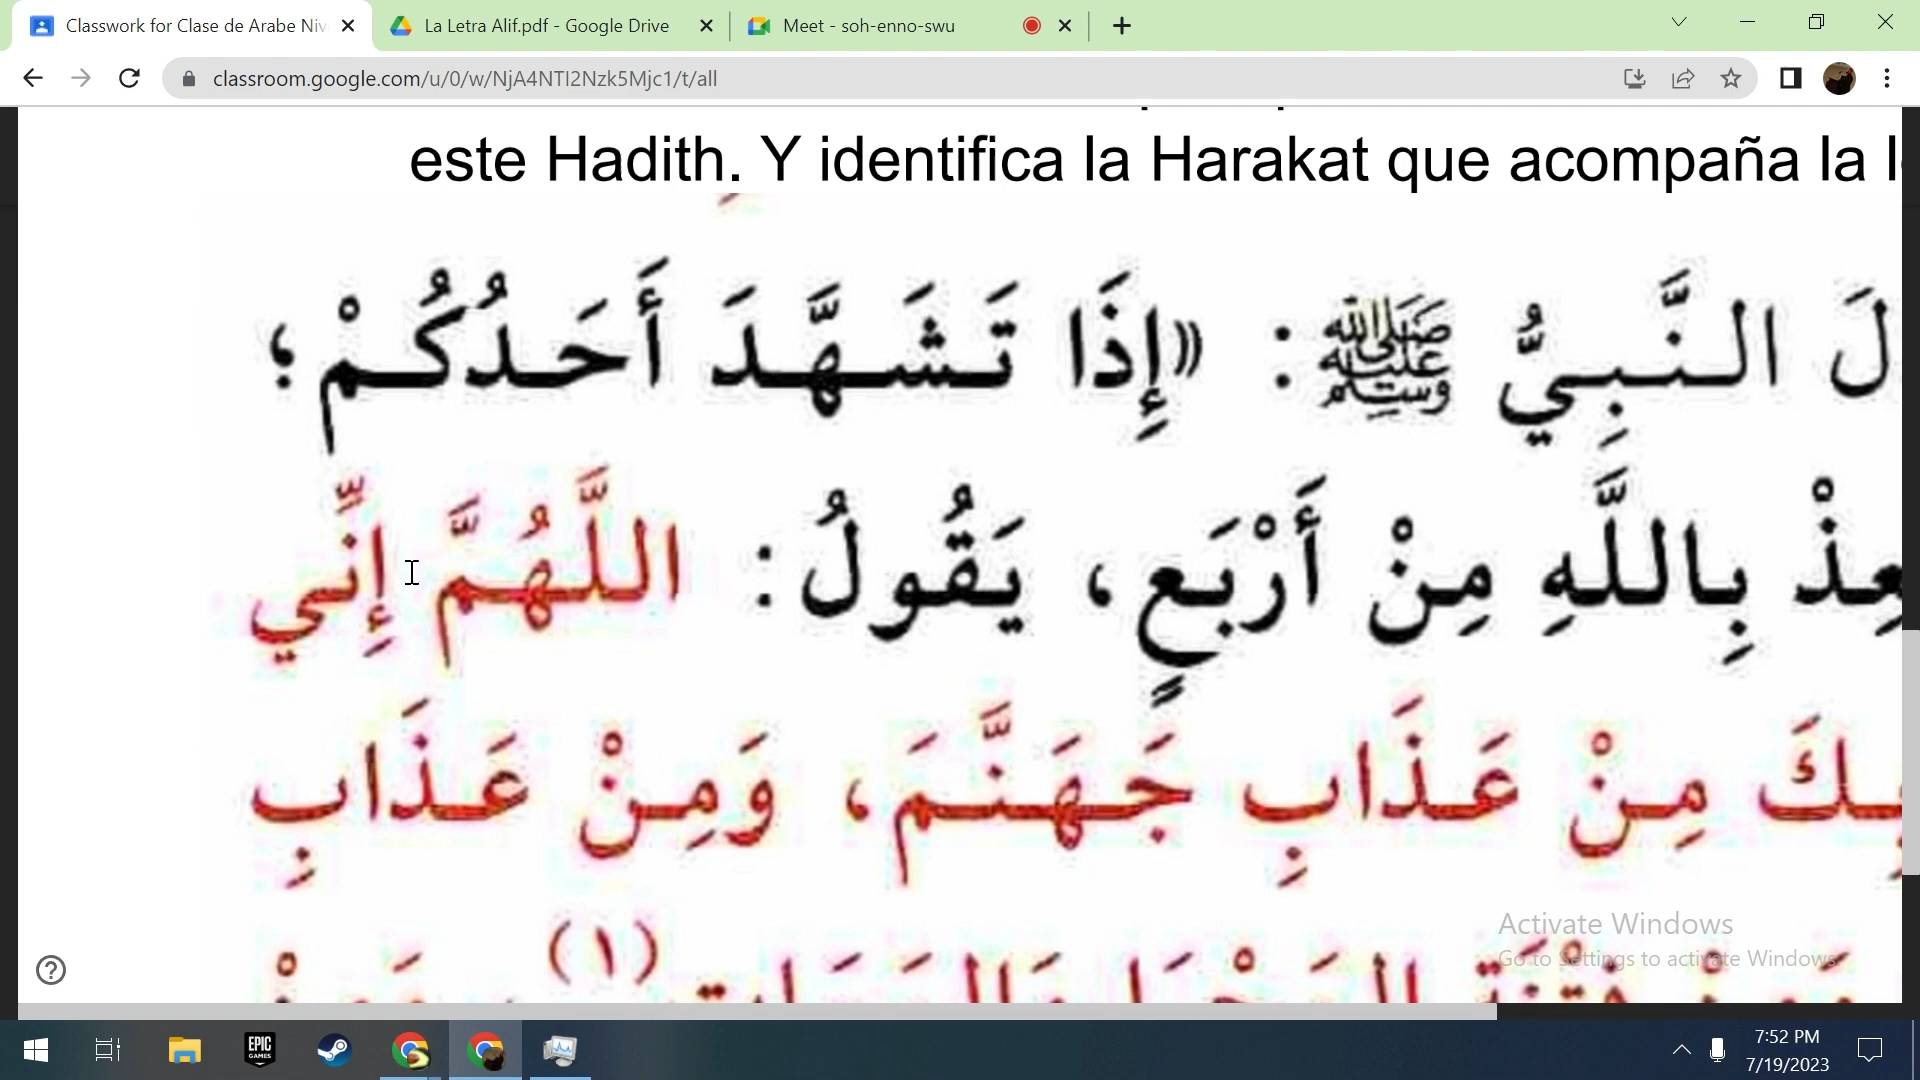 Classwork for Clase de Arabe Niv
La Letra Alif.pdf - Google Drive
Meet - soh-enno-swu
classroom.google.com/u/0/w/NjA4NTI2Nzk5Mjc1/t/all
este Hadith. Y identifica la Harakat que acompaña la l
لَ النَّبِيُّ ﷺ: «إِذَا تَشَهَّدَ أَحَدُكُمْ؛
عِذْ بِاللَّهِ مِنْ أَرْبَعٍ، يَقُولُ: اللَّهُمَّ إِنِّي
بِكَ مِنْ عَذَابِ جَهَنَّمَ، وَمِنْ عَذَابِ
(١)
Activate Windows
Go to Settings to activate Windows.
EPIC GAMES
7:52 PM
7/19/2023